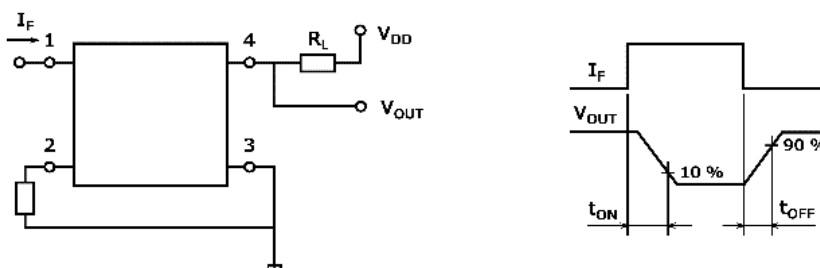 I_F
1
4
R_L
V_DD
V_OUT
2
3
I_F
V_OUT
10 %
90 %
t_ON
t_OFF